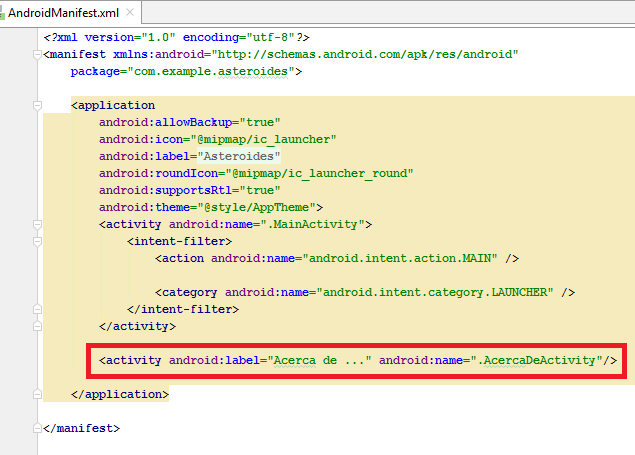 AndroidManifest.xml
<?xml version="1.0" encoding="utf-8"?>
<manifest xmlns:android="http://schemas.android.com/apk/res/android"
    package="com.example.asteroides">

    <application
        android:allowBackup="true"
        android:icon="@mipmap/ic_launcher"
        android:label="Asteroides"
        android:roundIcon="@mipmap/ic_launcher_round"
        android:supportsRtl="true"
        android:theme="@style/AppTheme">
        <activity android:name=".MainActivity">
            <intent-filter>
                <action android:name="android.intent.action.MAIN" />

                <category android:name="android.intent.category.LAUNCHER" />
            </intent-filter>
        </activity>

        <activity android:label="Acerca de ..." android:name=".AcercaDeActivity"/>

    </application>

</manifest>